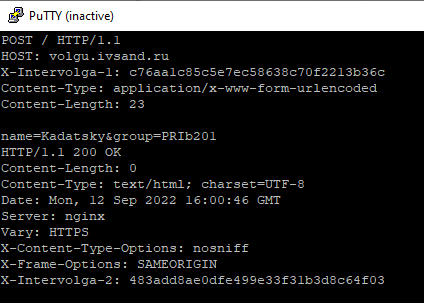 PuTTY (inactive)
POST / HTTP/1.1
HOST: volgu.ivsand.ru
X-Intervolga-1: c76aa1c85c5e7ec58638c70f2213b36c
Content-Type: application/x-www-form-urlencoded
Content-Length: 23

name=Kadatsky&group=PRIb201
HTTP/1.1 200 OK
Content-Length: 0
Content-Type: text/html; charset=UTF-8
Date: Mon, 12 Sep 2022 16:00:46 GMT
Server: nginx
Vary: HTTPS
X-Content-Type-Options: nosniff
X-Frame-Options: SAMEORIGIN
X-Intervolga-2: 483add8ae0dfe499e33f31b3d8c64f03